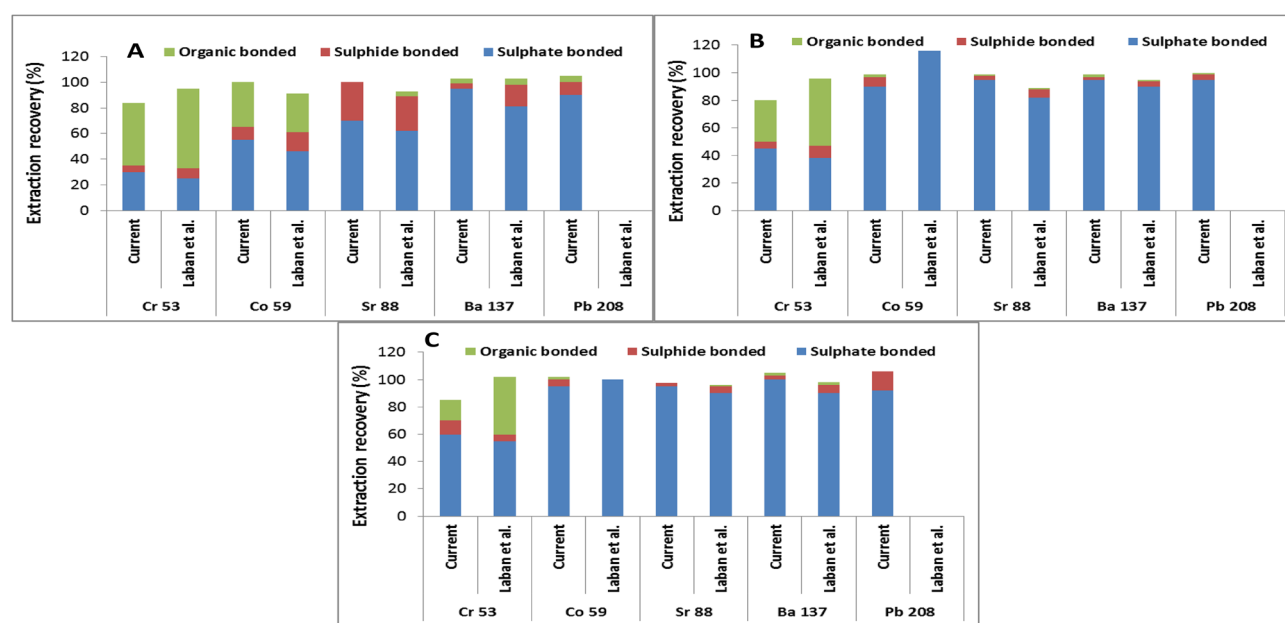 A
Organic bonded Sulphide bonded Sulphate bonded
Extraction recovery (%)
120
100
80
60
40
20
0
Current Laban et al. Current Laban et al. Current Laban et al. Current Laban et al. Current Laban et al.
Cr 53 Co 59 Sr 88 Ba 137 Pb 208
B
Organic bonded Sulphide bonded Sulphate bonded
Extraction recovery (%)
120
100
80
60
40
20
0
Current Laban et al. Current Laban et al. Current Laban et al. Current Laban et al. Current Laban et al.
Cr 53 Co 59 Sr 88 Ba 137 Pb 208
C
Organic bonded Sulphide bonded Sulphate bonded
Extraction recovery (%)
120
100
80
60
40
20
0
Current Laban et al. Current Laban et al. Current Laban et al. Current Laban et al. Current Laban et al.
Cr 53 Co 59 Sr 88 Ba 137 Pb 208